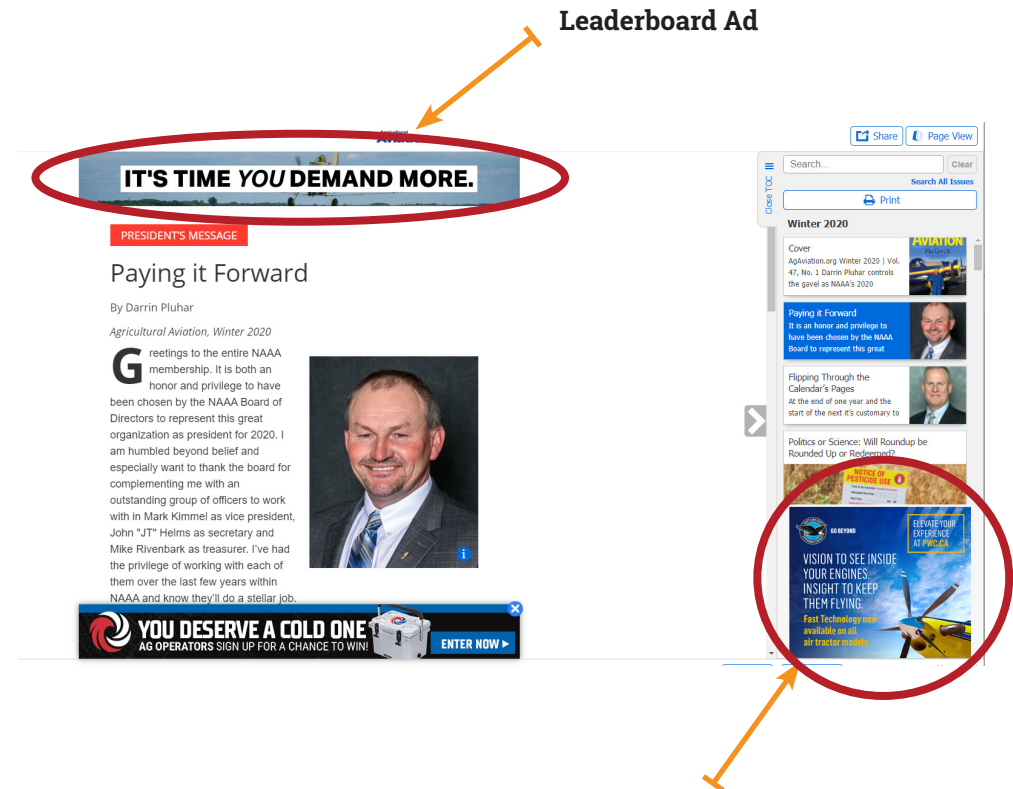 Leaderboard Ad
Share
Page View
IT'S TIME YOU DEMAND MORE.
PRESIDENT'S MESSAGE
Paying it Forward
By Darrin Pluhar
Agricultural Aviation, Winter 2020
Greetings to the entire NAAA
membership. It is both an
honor and privilege to have
been chosen by the NAAA Board of
Directors to represent this great
organization as president for 2020. I
am humbled beyond belief and
especially want to thank the board for
complementing me with an
outstanding group of officers to work
with in Mark Kimmel as vice president,
John "JT" Helms as secretary and
Mike Rivenbark as treasurer. I've had
the privilege of working with each of
them over the last few years within
NAAA and know they'll do a stellar job.
YOU DESERVE A COLD ONE
AG OPERATORS SIGN UP FOR A CHANCE TO WIN!
ENTER NOW
Close TOC
Search...
Clear
Search All Issues
Print
Winter 2020
Cover
AgAviation.org Winter 2020 | Vol.
47, No. 1 Darrin Pluhar controls
the gavel as NAAA's 2020
AVIATION
Paying it Forward
It is an honor and privilege to
have been chosen by the NAAA
Board to represent this great
Flipping Through the
Calendar's Pages
At the end of one year and the
start of the next it's customary to
Politics or Science: Will Roundup be
Rounded Up or Redeemed?
NOTICE OF
PESTICIDE USE
GO BEYOND
ELEVATE YOUR
EXPERIENCE
AT PWC.CA
VISION TO SEE INSIDE
YOUR ENGINES.
INSIGHT TO KEEP
THEM FLYING.
Fast Technology now
available on all
air tractor models.